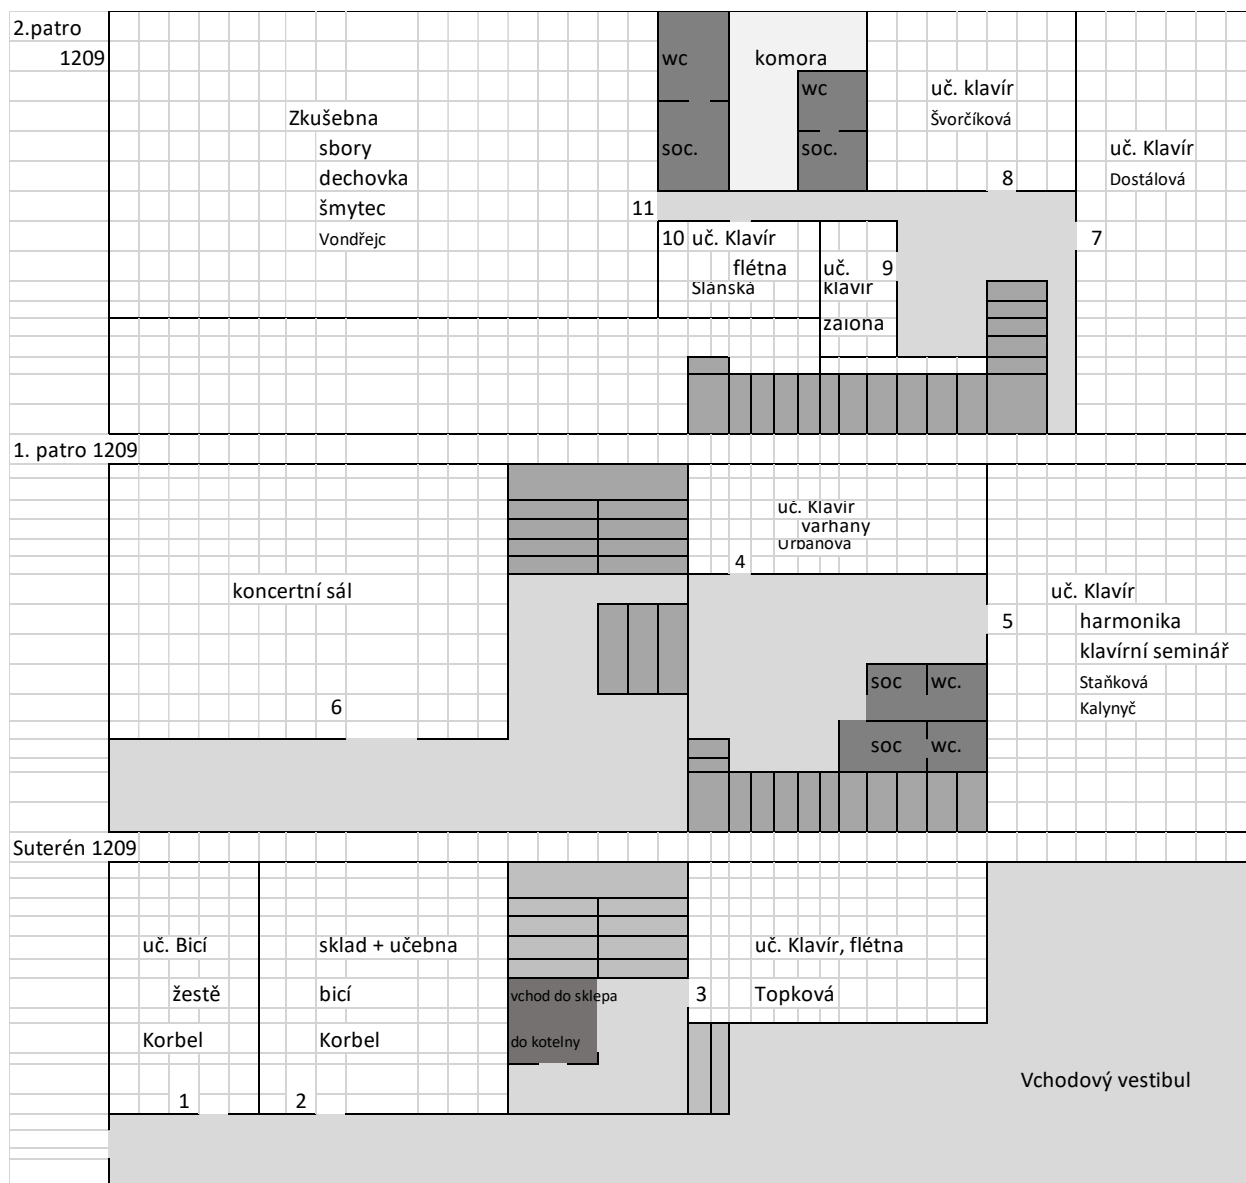 2.patro
1209
wc
komora
wc
uč. klavír
Zkušebna
Švorčíková
sbory
soc.
soc.
uč. Klavír
dechovka
8
Dostálová
šmytec
11
Vondřejc
10 uč. Klavír
7
flétna
uč. 9
Slánská
klavír
zálona
1. patro 1209
uč. Klavír
varhany
Urbanová
4
koncertní sál
uč. Klavír
5
harmonika
klavírní seminář
soc wc.
Staňková
6
Kalynyč
soc wc.
Suterén 1209
uč. Bicí
sklad + učebna
uč. Klavír, flétna
žestě
bicí
vchod do sklepa
3
Topková
Korbel
Korbel
do kotelny
Vchodový vestibul
1
2